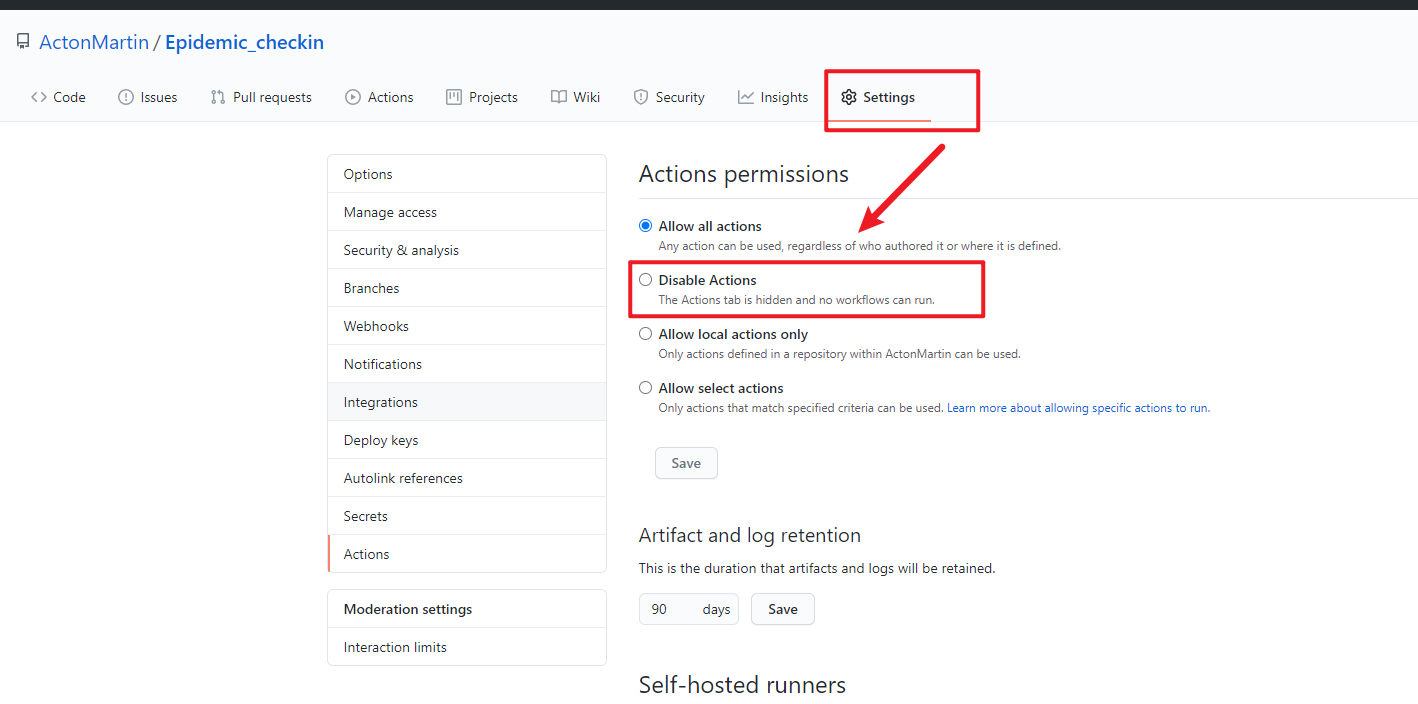 ActonMartin / Epidemic_checkin
Code Issues Pull requests Actions Projects Wiki Security Insights Settings
Options
Manage access
Security & analysis
Branches
Webhooks
Notifications
Integrations
Deploy keys
Autolink references
Secrets
Actions
Moderation settings
Interaction limits
Actions permissions
Allow all actions
Any action can be used, regardless of who authored it or where it is defined.
Disable Actions
The Actions tab is hidden and no workflows can run.
Allow local actions only
Only actions defined in a repository within ActonMartin can be used.
Allow select actions
Only actions that match specified criteria can be used. Learn more about allowing specific actions to run.
Save
Artifact and log retention
This is the duration that artifacts and logs will be retained.
90 days Save
Self-hosted runners